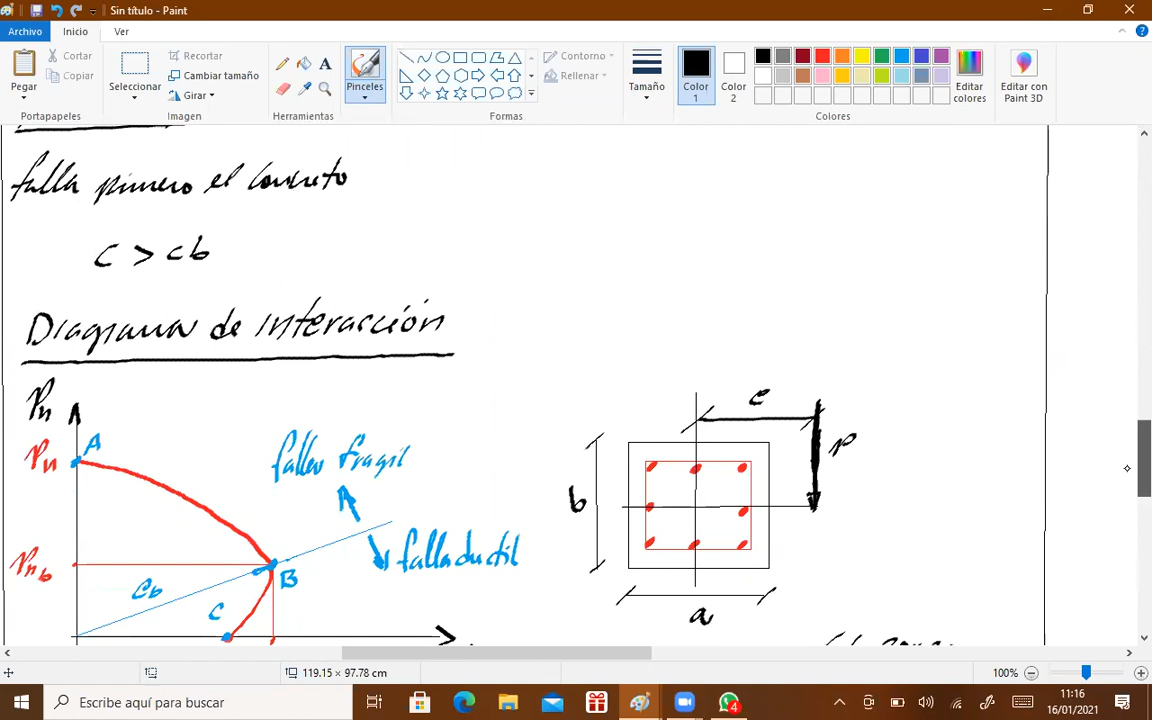 Sin título - Paint
Archivo Inicio Ver
Pegar
Cortar
Copiar
Portapapeles
Seleccionar
Recortar
Cambiar tamaño
Girar
Imagen
A
Herramientas
Pinceles
Contorno
Rellenar
Formas
Tamaño
Color 1
Color 2
Editar colores
Editar con Paint 3D
Colores
falla primero el concreto
c > cb
Diagrama de interacción
Pn
Pn A
falla fragil
falla ductil
Pnb
B
C
e
P
b
a
119.15 × 97.78 cm
100%
Escribe aquí para buscar
4
11:16
16/01/2021